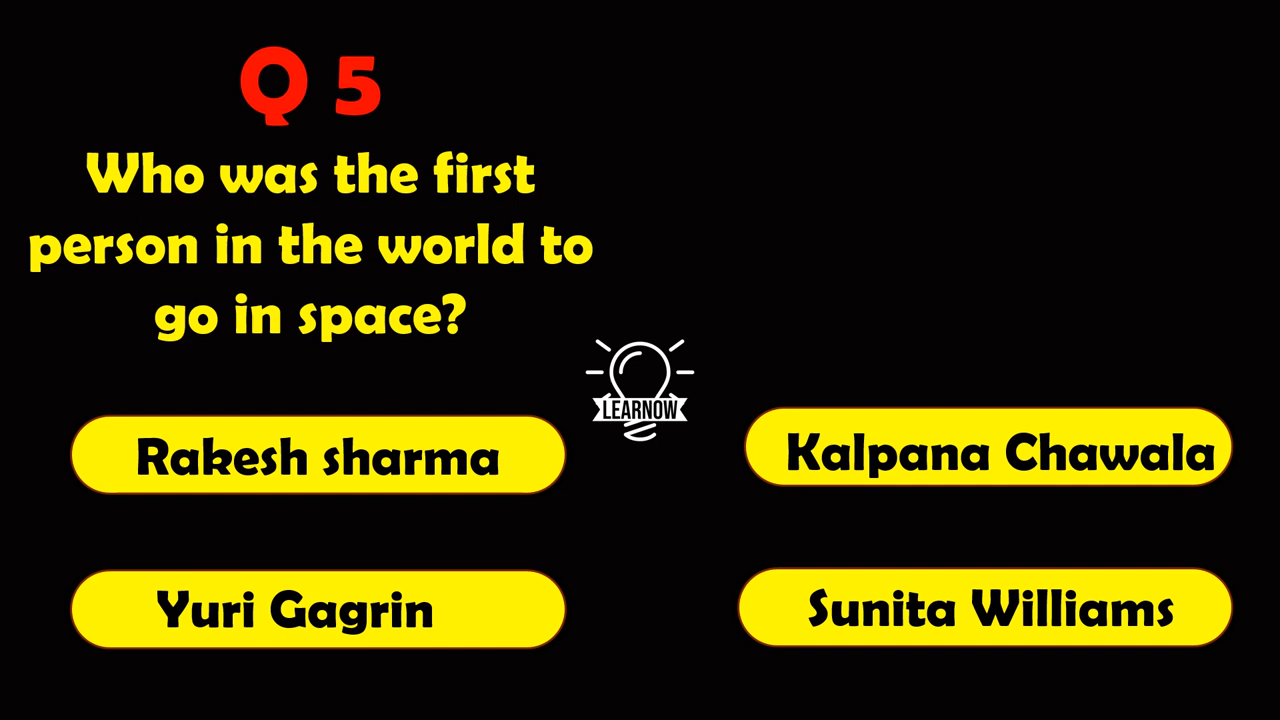 Q 5
Who was the first
person in the world to
go in space?
LEARNOW
Rakesh sharma
Kalpana Chawala
Yuri Gagrin
Sunita Williams